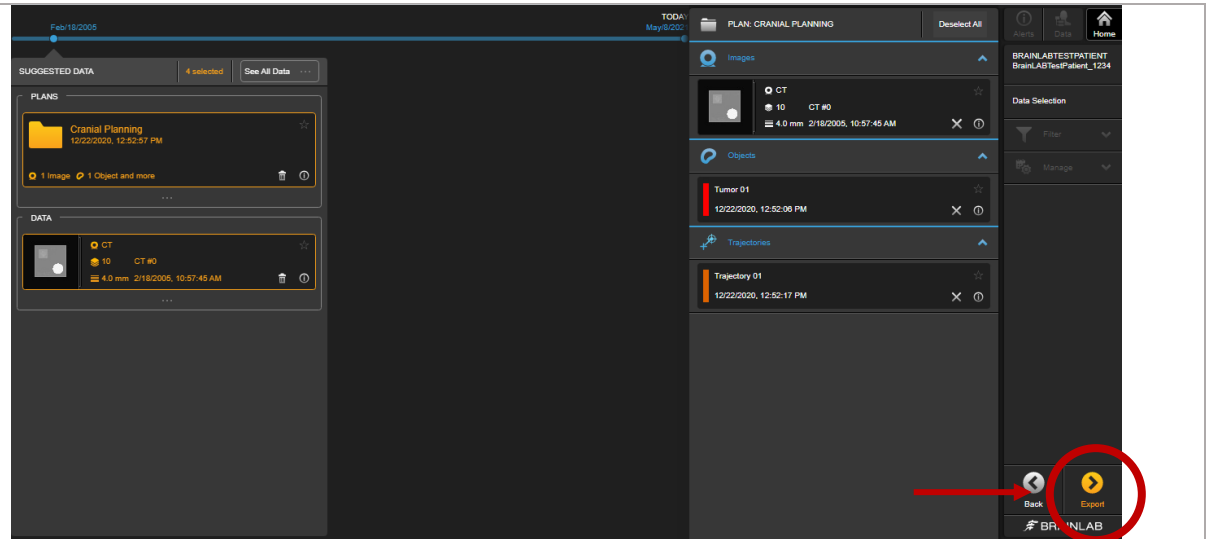 Feb/18/2005
TODAY
May/8/202
SUGGESTED DATA
4 selected
See All Data ...
PLANS
Cranial Planning
12/22/2020, 12:52:57 PM
1 Image 1 Object and more
...
DATA
CT
10 CT #0
4.0 mm 2/18/2005, 10:57:45 AM
...
PLAN: CRANIAL PLANNING
Deselect All
Images
CT
10 CT #0
4.0 mm 2/18/2005, 10:57:45 AM
Objects
Tumor 01
12/22/2020, 12:52:06 PM
Trajectories
Trajectory 01
12/22/2020, 12:52:17 PM
Alerts
Data
Home
BRAINLABTESTPATIENT
BrainLABTestPatient_1234
Data Selection
Filter
Manage
Back
Export
BRAINLAB